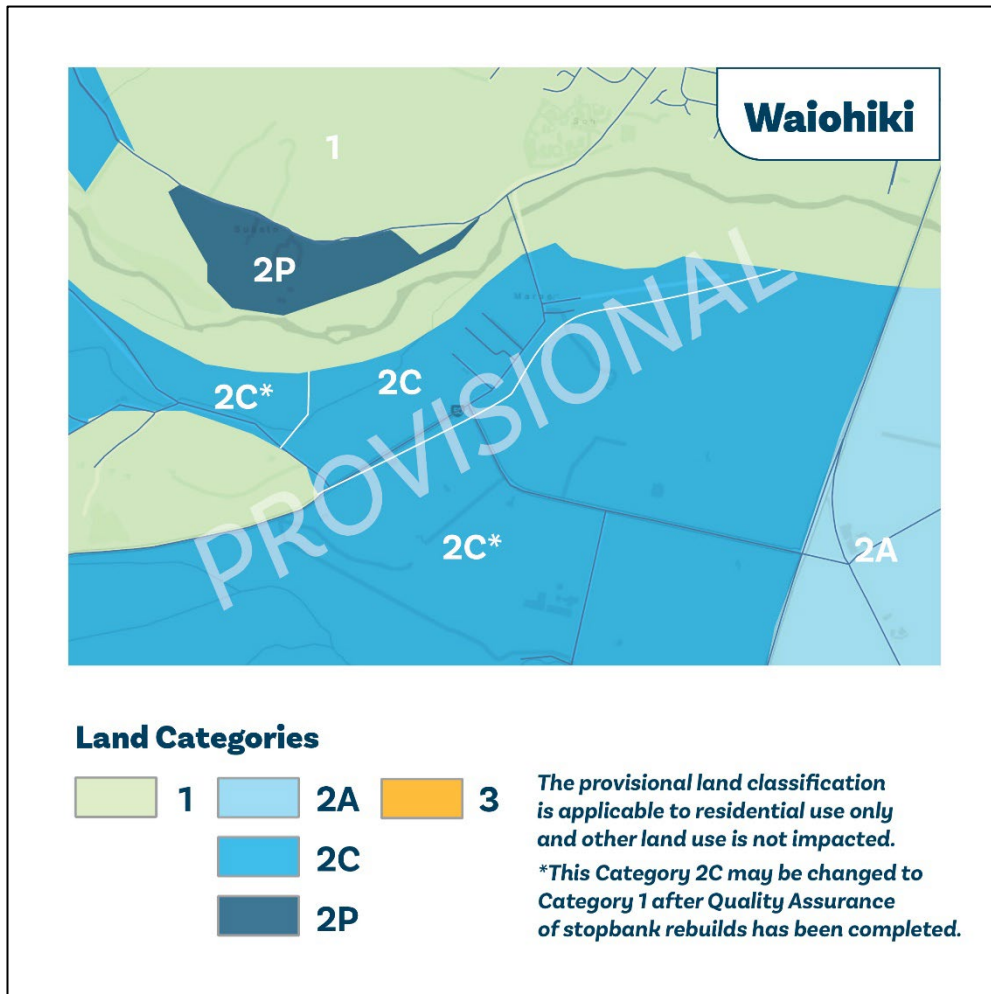 Waiohiki
1
2P
2C*
2C
PROVISIONAL
2C*
2A
Land Categories
1
2A
3
2C
2P
The provisional land classification
is applicable to residential use only
and other land use is not impacted.
*This Category 2C may be changed to
Category 1 after Quality Assurance
of stopbank rebuilds has been completed.